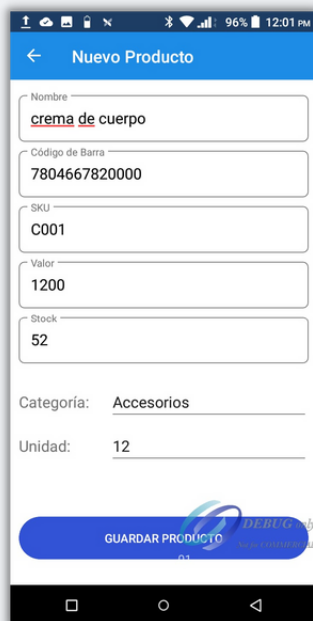 96% 12:01 PM
Nuevo Producto
Nombre
crema de cuerpo
Código de Barra
7804667820000
SKU
C001
Valor
1200
Stock
52
Categoría: Accesorios
Unidad: 12
GUARDAR PRODUCTO
DEBUG only